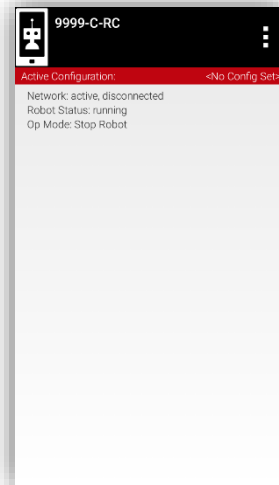 9999-C-RC
Active Configuration: <No Config Set>
Network: active, disconnected
Robot Status: running
Op Mode: Stop Robot